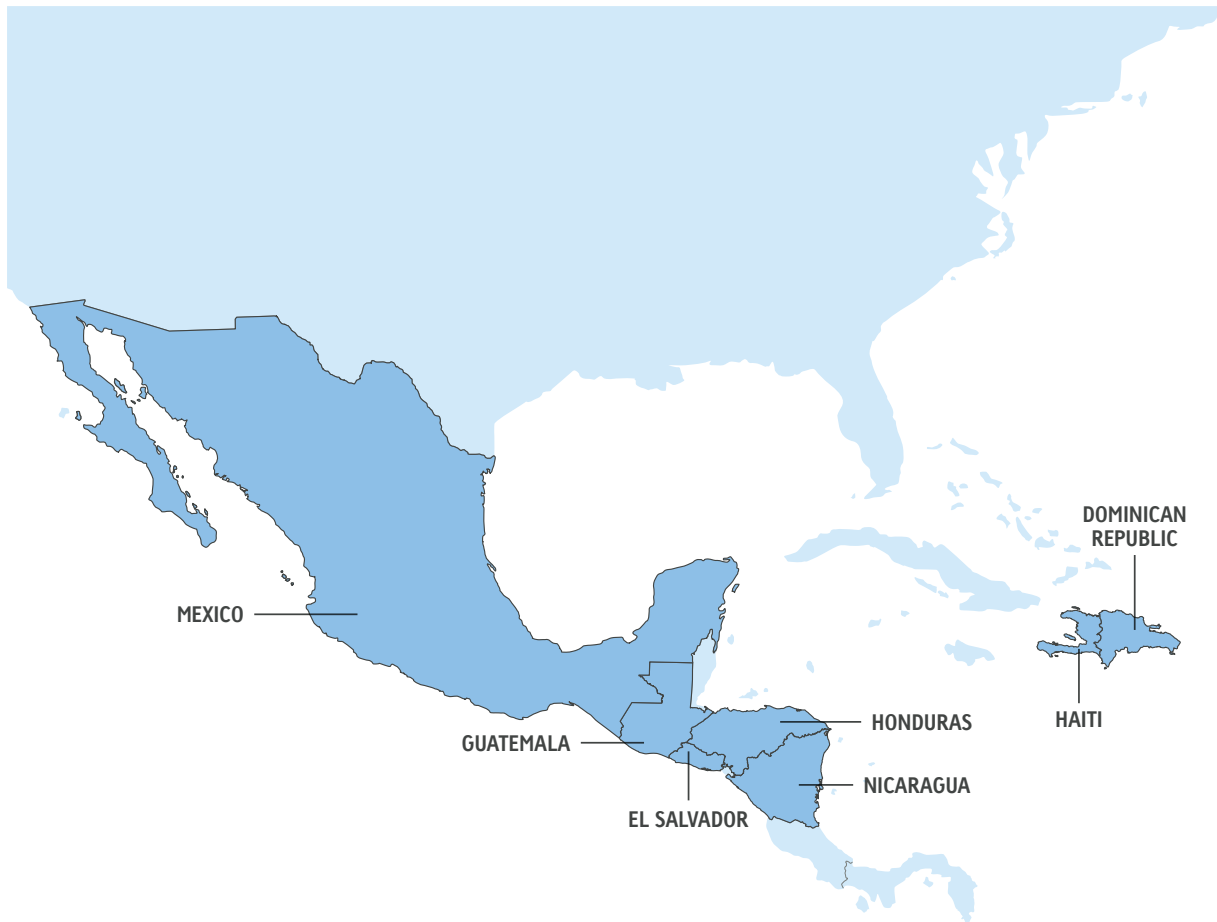 DOMINICAN
REPUBLIC
MEXICO
HAITI
HONDURAS
GUATEMALA
NICARAGUA
EL SALVADOR